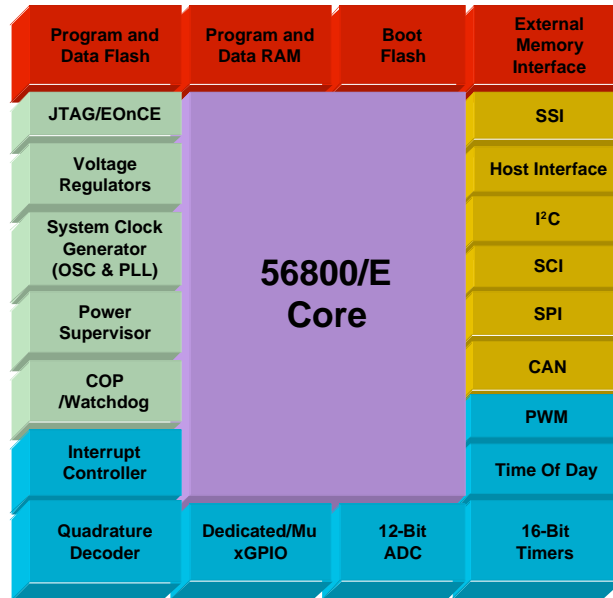 Program and
Data Flash
Program and
Data RAM
Boot
Flash
External
Memory
Interface
JTAG/EOnCE
Voltage
Regulators
System Clock
Generator
(OSC & PLL)
Power
Supervisor
COP
/Watchdog
Interrupt
Controller
Quadrature
Decoder
56800/E
Core
SSI
Host Interface
I²C
SCI
SPI
CAN
PWM
Time Of Day
Dedicated/Mu
xGPIO
12-Bit
ADC
16-Bit
Timers